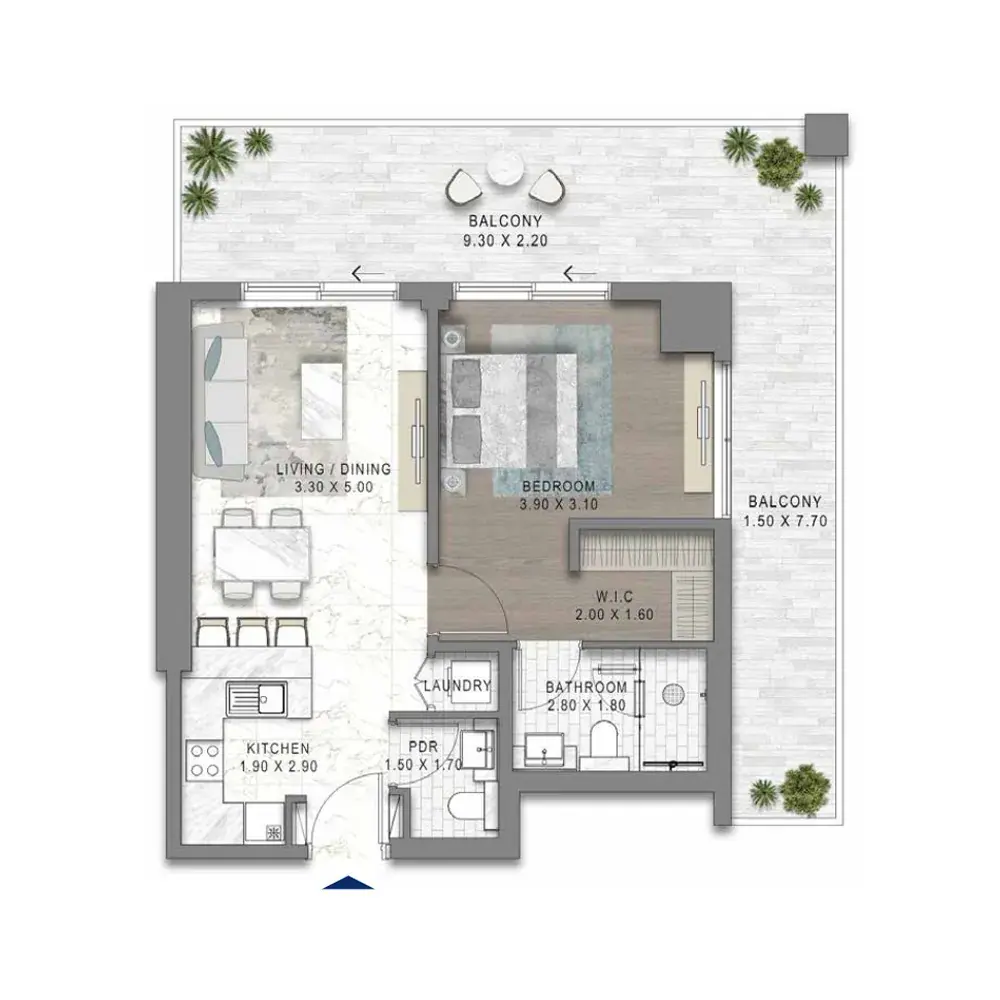 BALCONY
9.30 X 2.20
LIVING / DINING
3.30 X 5.00
BEDROOM
3.90 X 3.10
BALCONY
1.50 X 7.70
W.I.C
2.00 X 1.60
LAUNDRY
BATHROOM
2.80 X 1.80
KITCHEN
1.90 X 2.90
PDR
1.50 X 1.70